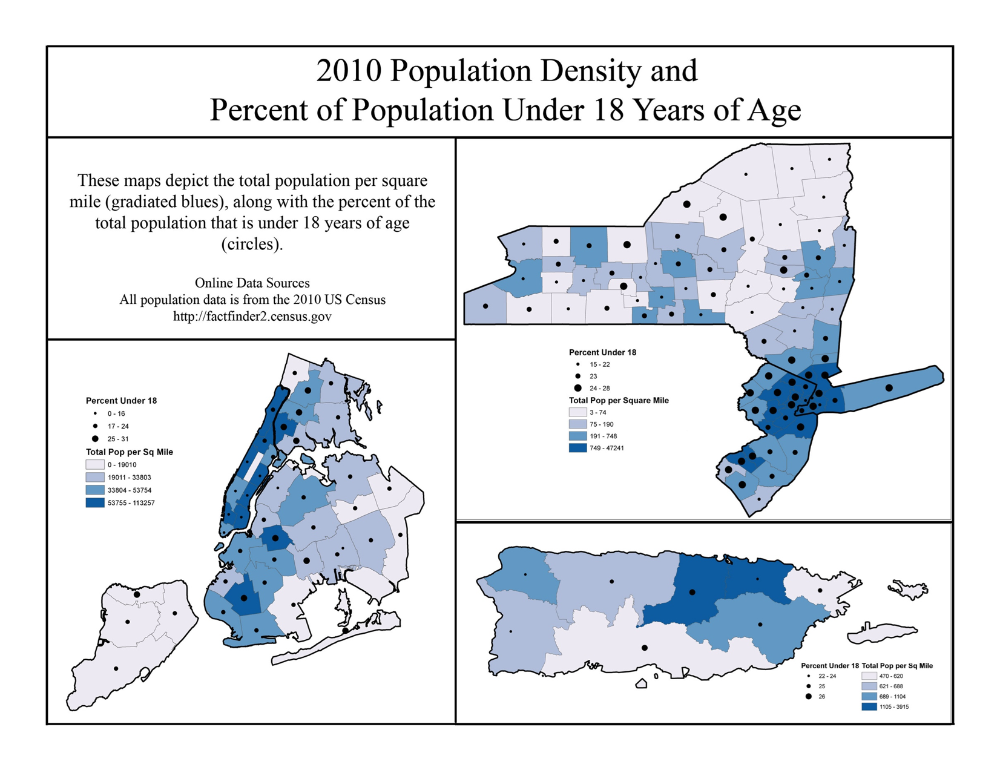 2010 Population Density and
Percent of Population Under 18 Years of Age
These maps depict the total population per square
mile (gradiated blues), along with the percent of the
total population that is under 18 years of age
(circles).
Online Data Sources
All population data is from the 2010 US Census
http://factfinder2.census.gov
Percent Under 18
15 - 22
23
24 - 28
Total Pop per Square Mile
3 - 74
75 - 190
191 - 748
749 - 47241
Percent Under 18
0 - 16
17 - 24
25 - 31
Total Pop per Sq Mile
0 - 19010
19011 - 33803
33804 - 53754
53755 - 113257
Percent Under 18
22 - 24
25
26
Total Pop per Sq Mile
470 - 620
621 - 688
689 - 1104
1105 - 3915